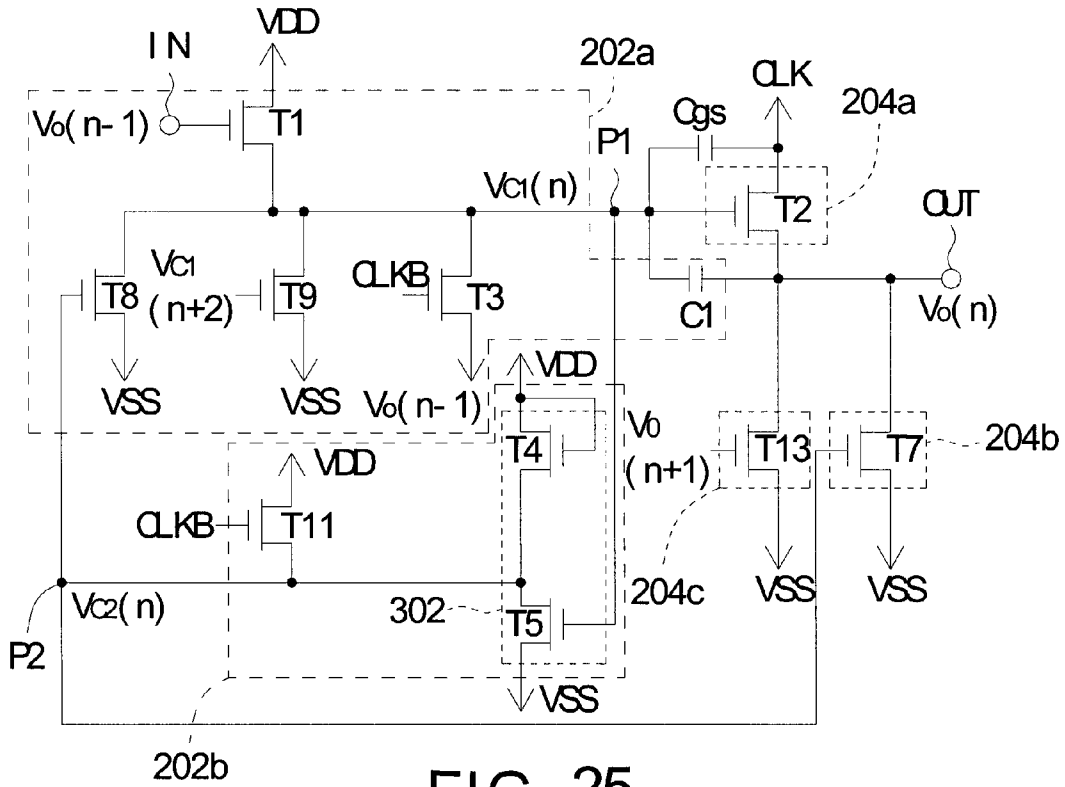 IN
VDD
202a
CLK
204a
Vo(n-1)
T1
Cgs
P1
VC1(n)
T2
OUT
VC1
(n+2)
T8
T9
CLKB
T3
C1
Vo(n)
VSS
VSS
Vo(n-1)
VDD
T4
Vo
(n+1)
T13
T7
204b
VDD
CLKB
T11
VC2(n)
302
T5
204c
VSS
VSS
P2
VSS
202b
FIG. 25